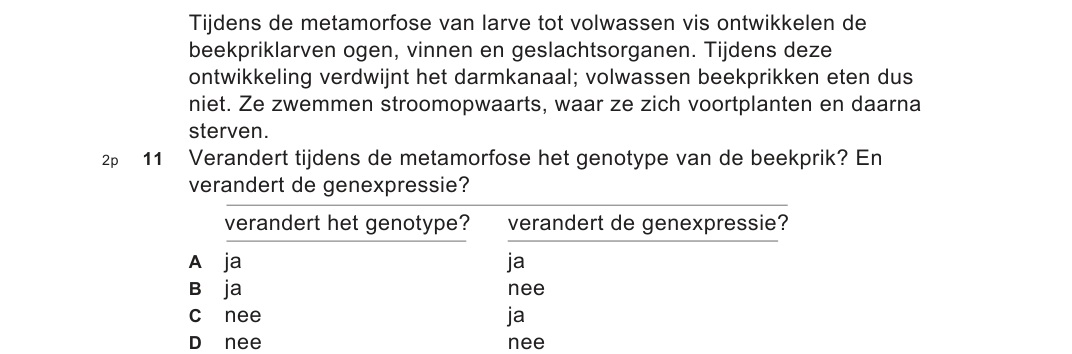 Tijdens de metamorfose van larve tot volwassen vis ontwikkelen de
beekpriklarven ogen, vinnen en geslachtsorganen. Tijdens deze
ontwikkeling verdwijnt het darmkanaal; volwassen beekprikken eten dus
niet. Ze zwemmen stroomopwaarts, waar ze zich voortplanten en daarna
sterven.
2p 11 Verandert tijdens de metamorfose het genotype van de beekprik? En
verandert de genexpressie?
verandert het genotype? verandert de genexpressie?
A ja ja
B ja nee
C nee ja
D nee nee